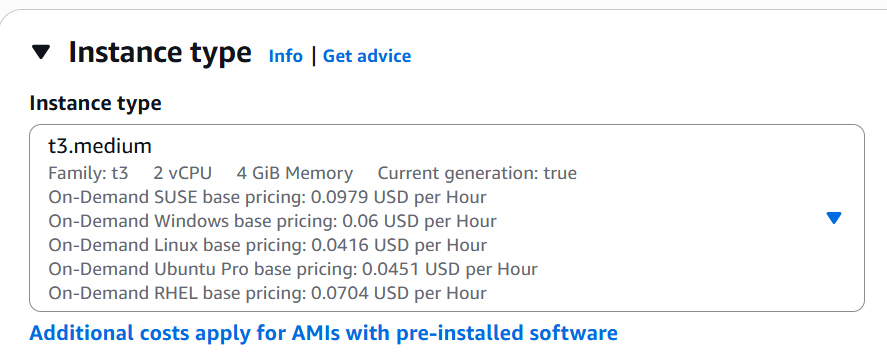 Instance type Info | Get advice
Instance type
t3.medium
Family: t3 2 vCPU 4 GiB Memory Current generation: true
On-Demand SUSE base pricing: 0.0979 USD per Hour
On-Demand Windows base pricing: 0.06 USD per Hour
On-Demand Linux base pricing: 0.0416 USD per Hour
On-Demand Ubuntu Pro base pricing: 0.0451 USD per Hour
On-Demand RHEL base pricing: 0.0704 USD per Hour
Additional costs apply for AMIs with pre-installed software